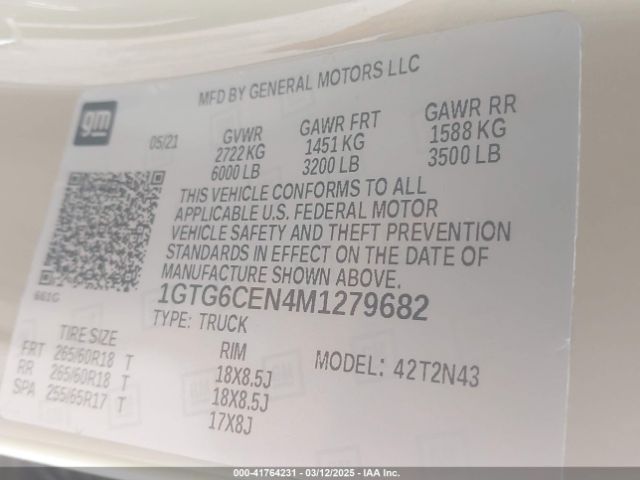 gm
MFD BY GENERAL MOTORS LLC
05/21
GVWR
2722 KG
6000 LB
GAWR FRT
1451 KG
3200 LB
GAWR RR
1588 KG
3500 LB
THIS VEHICLE CONFORMS TO ALL
APPLICABLE U.S. FEDERAL MOTOR
VEHICLE SAFETY AND THEFT PREVENTION
STANDARDS IN EFFECT ON THE DATE OF
MANUFACTURE SHOWN ABOVE.
661G
1GTG6CEN4M1279682
TYPE: TRUCK
MODEL: 42T2N43
TIRE SIZE
RIM
FRT 265/60R18 T 18X8.5J
RR 265/60R18 T 18X8.5J
SPA 255/65R17 T 17X8J
000-41764231 - 03/12/2025 - IAA Inc.